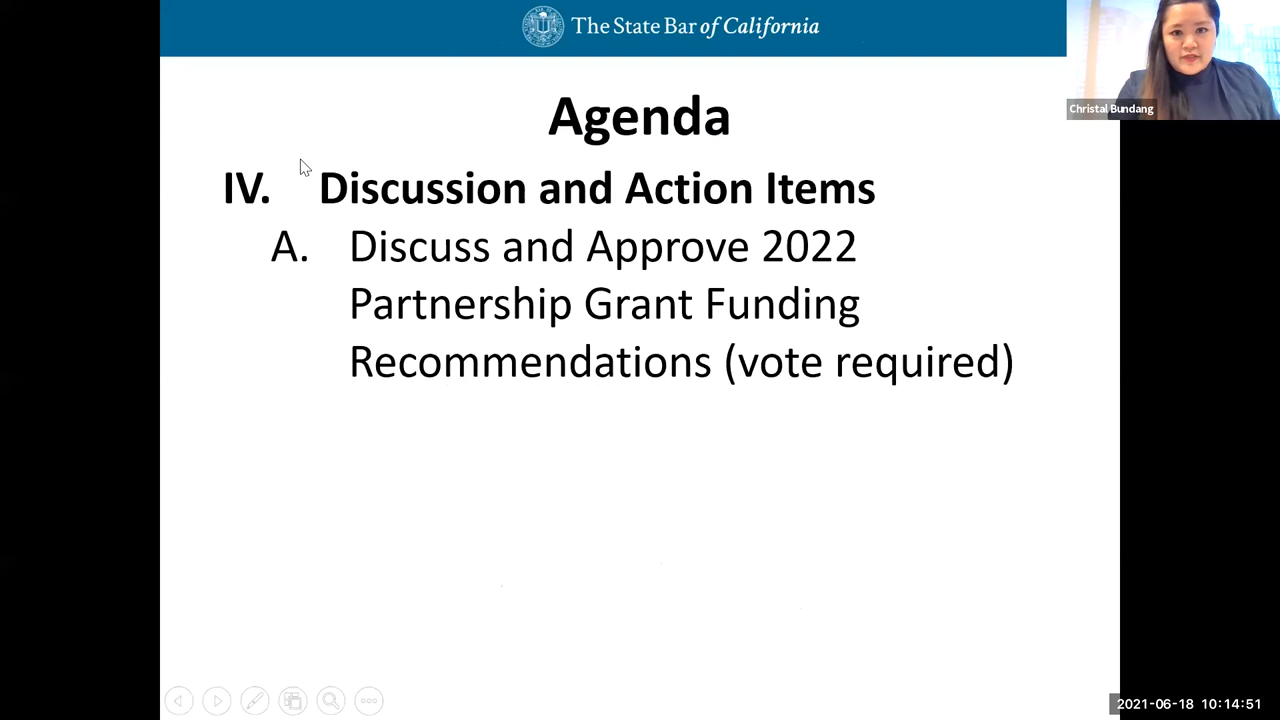 The State Bar of California
Christal Bundang
Agenda
IV. Discussion and Action Items
A. Discuss and Approve 2022
Partnership Grant Funding
Recommendations (vote required)
2021-06-18 10:14:51